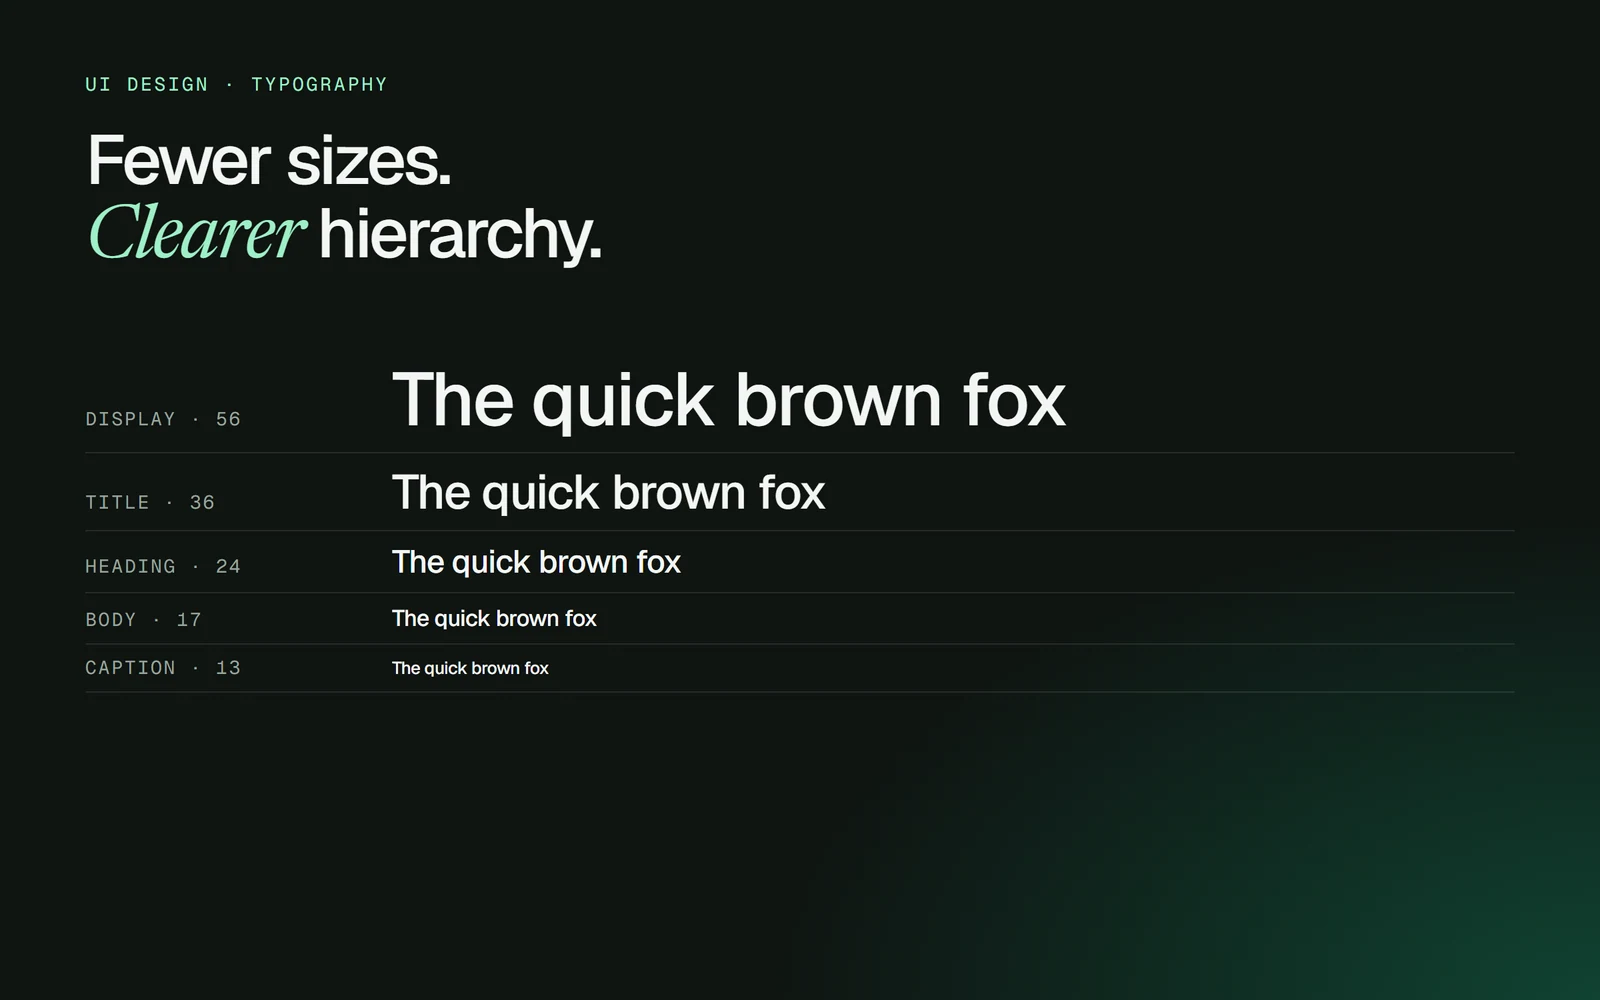 UI DESIGN · TYPOGRAPHY
Fewer sizes.
Clearer hierarchy.
DISPLAY · 56 The quick brown fox
TITLE · 36 The quick brown fox
HEADING · 24 The quick brown fox
BODY · 17 The quick brown fox
CAPTION · 13 The quick brown fox